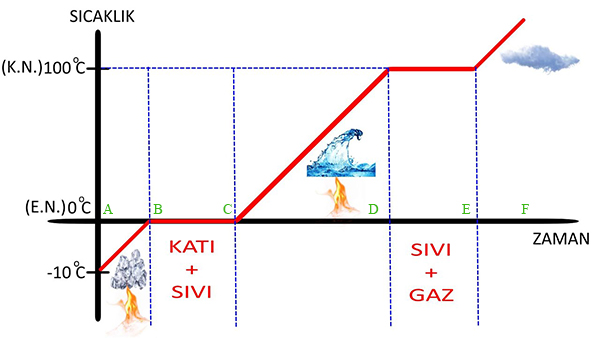 SICAKLIK
(K.N.)100°C
(E.N.)0°C
A B C D E F
ZAMAN
-10°C
KATI
+
SIVI
SIVI
+
GAZ